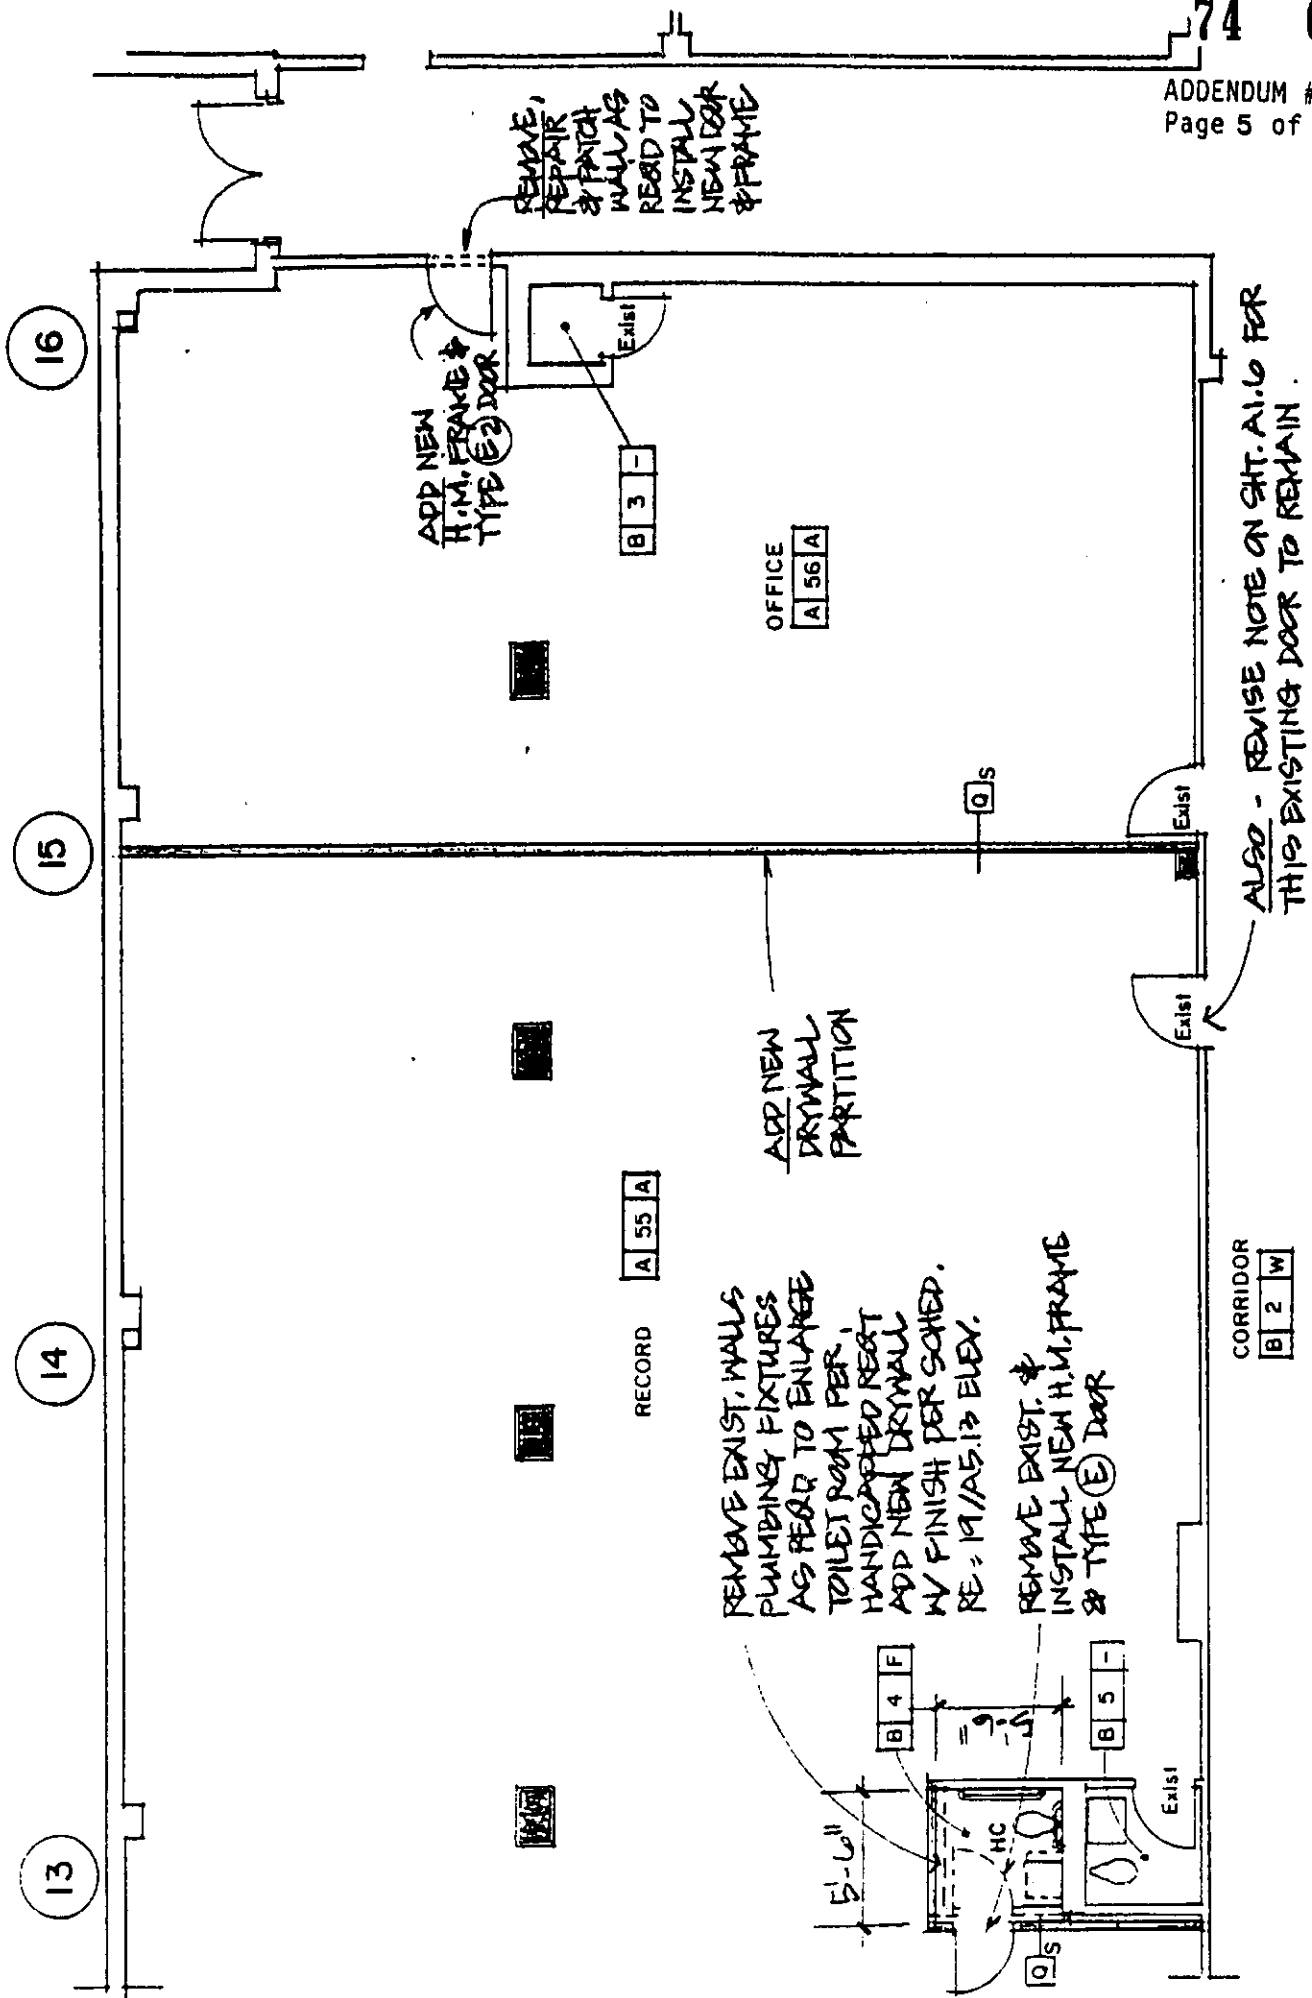 74
ADDENDUM #
Page 5 of
16
15
14
13
REMOVE,
REPAIR
& PATCH
WALL AS
REQD TO
INSTALL
NEW DOOR
& FRAME
ADD NEW
H.M. FRAME &
TYPE E2 DOOR
Exist
B 3 -
OFFICE
A 56 A
Q S
Exist
ALSO - REVISE NOTE ON SHT. A1.6 FOR
THIS EXISTING DOOR TO REMAIN.
Exist
ADD NEW
DRYWALL
PARTITION
RECORD
A 55 A
REMOVE EXIST. WALLS
PLUMBING FIXTURES
AS REQD TO ENLARGE
TOILET ROOM PER
HANDICAPPED REQT
ADD NEW DRYWALL
W/ FINISH PER SCHED.
RE: 19/A5.13 ELEV.
REMOVE EXIST. &
INSTALL NEW H.M. FRAME
& TYPE E DOOR
CORRIDOR
B 2 W
B 4 F
B 5 -
5'-6"
HC
Exist
Q S